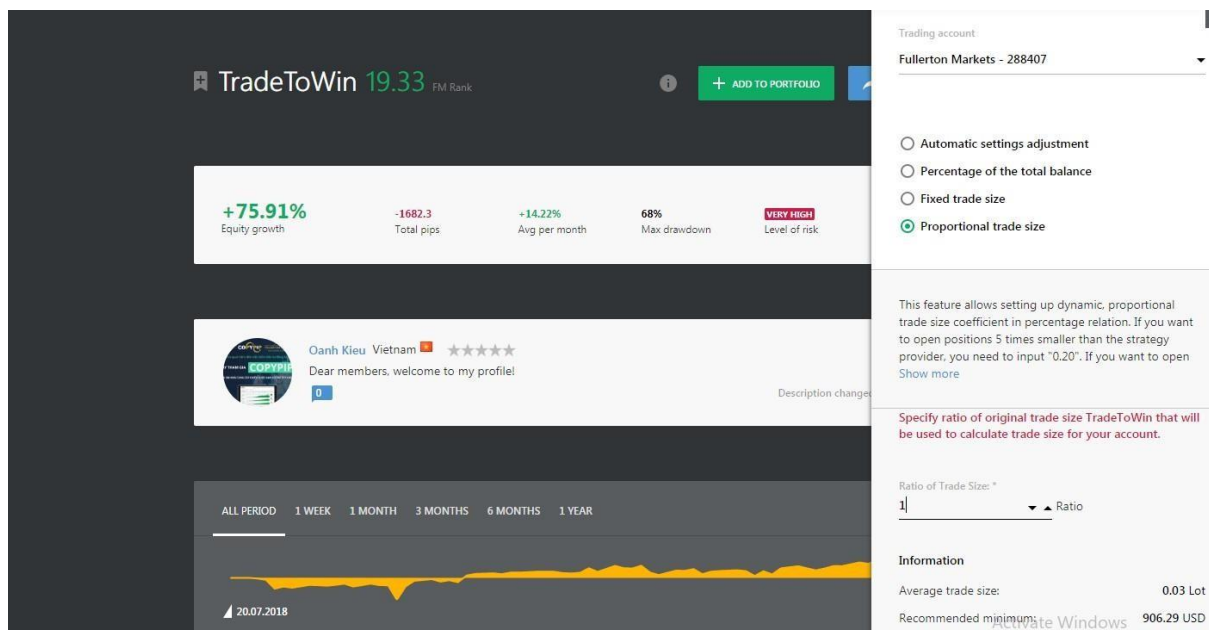 TradeToWin 19.33 FM Rank
ADD TO PORTFOLIO
+75.91%
Equity growth
-1682.3
Total pips
+14.22%
Avg per month
68%
Max drawdown
VERY HIGH
Level of risk
Oanh Kieu Vietnam
Dear members, welcome to my profile!
0
Description changed
COPYPIP
ALL PERIOD 1 WEEK 1 MONTH 3 MONTHS 6 MONTHS 1 YEAR
20.07.2018
Trading account
Fullerton Markets - 288407
Automatic settings adjustment
Percentage of the total balance
Fixed trade size
Proportional trade size
This feature allows setting up dynamic, proportional
trade size coefficient in percentage relation. If you want
to open positions 5 times smaller than the strategy
provider, you need to input "0.20". If you want to open
Show more
Specify ratio of original trade size TradeToWin that will
be used to calculate trade size for your account.
Ratio of Trade Size: *
1 Ratio
Information
Average trade size: 0.03 Lot
Recommended minimum: 906.29 USD
Activate Windows